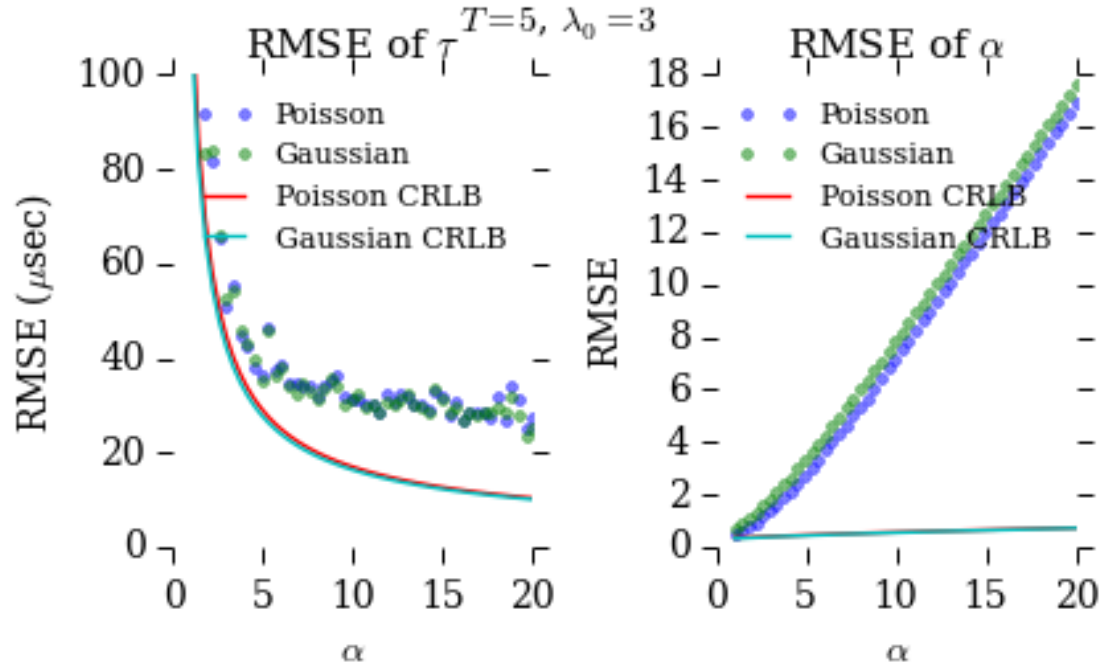 T=5, λ₀=3
RMSE of τ
100
80
60
40
20
0
RMSE (μsec)
Poisson
Gaussian
Poisson CRLB
Gaussian CRLB
0 5 10 15 20
α
RMSE of α
18
16
14
12
10
8
6
4
2
0
RMSE
Poisson
Gaussian
Poisson CRLB
Gaussian CRLB
0 5 10 15 20
α